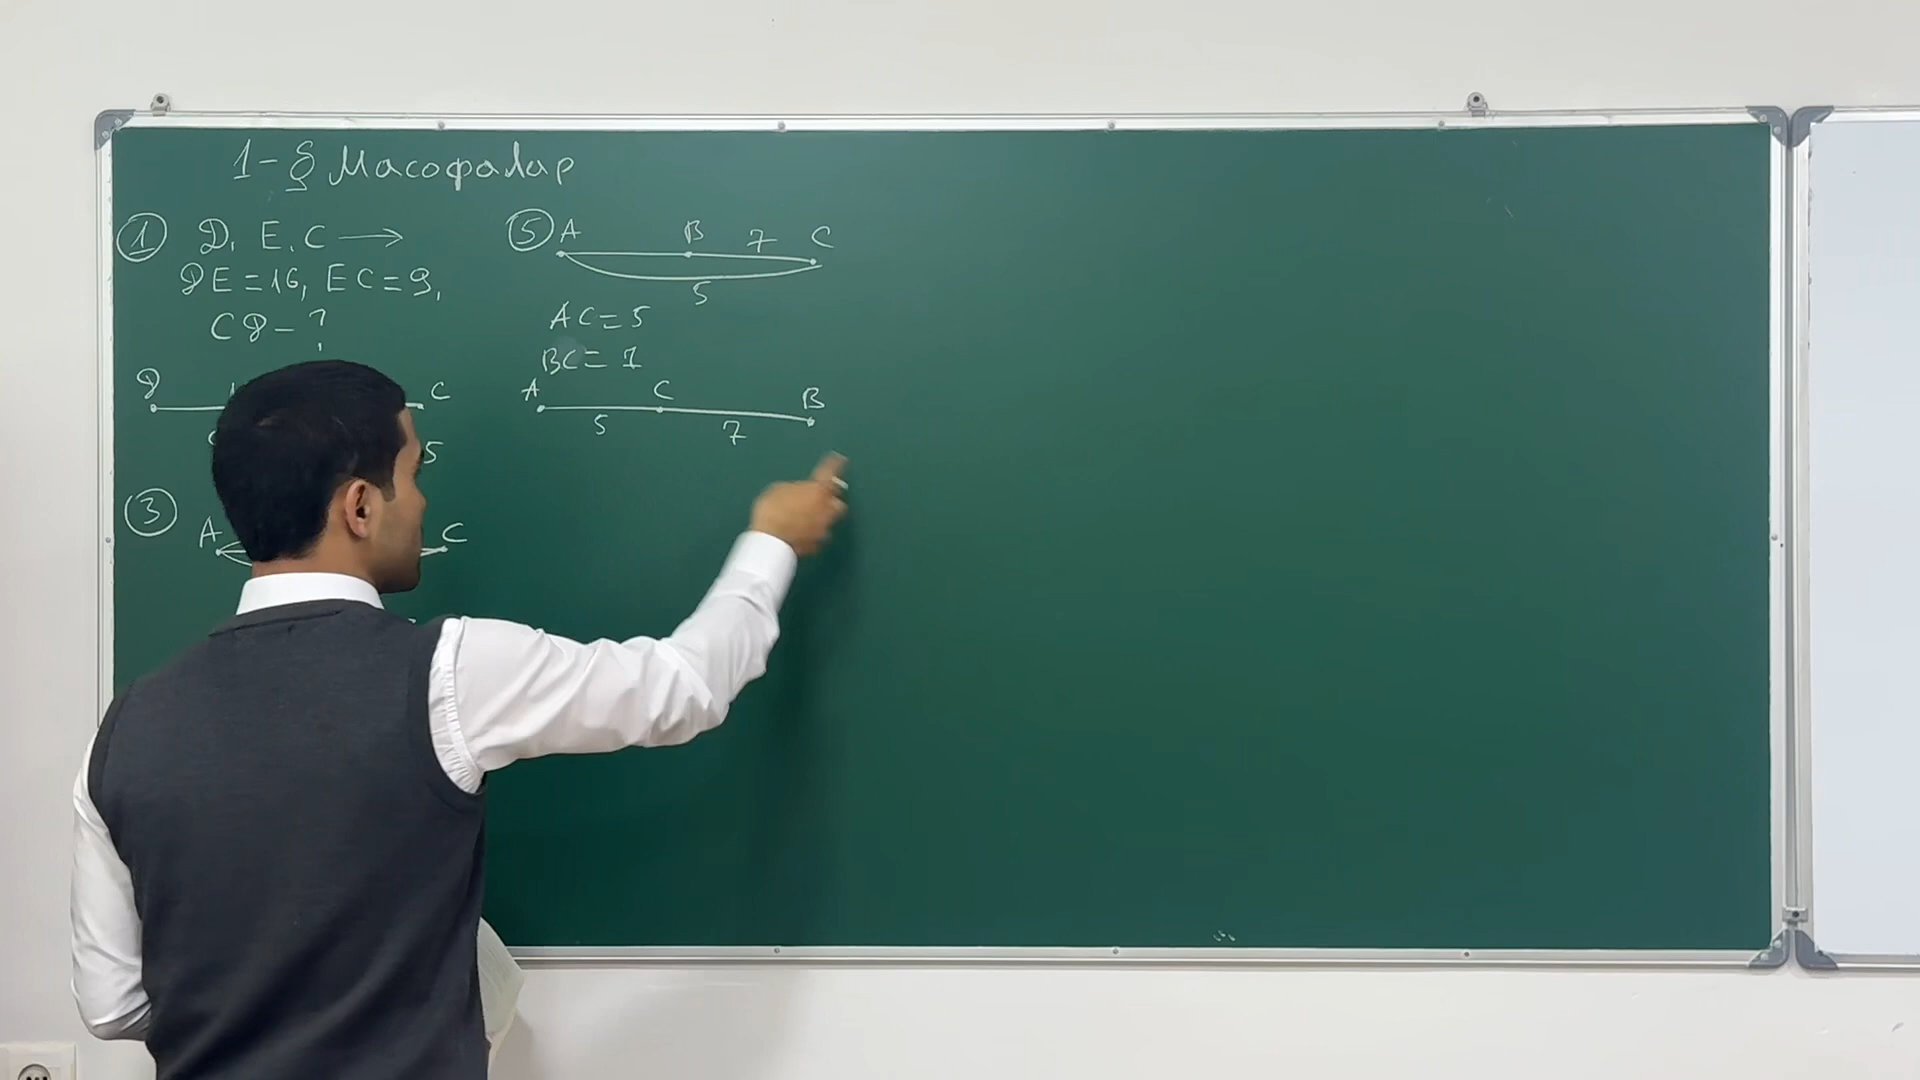 1-§ Масофалар
① D, E, C ⟶
DE=16, EC=9,
CD-?
D C
5
③ A C
⑤ A B 7 C
5
AC=5
BC=7
A C B
5 7